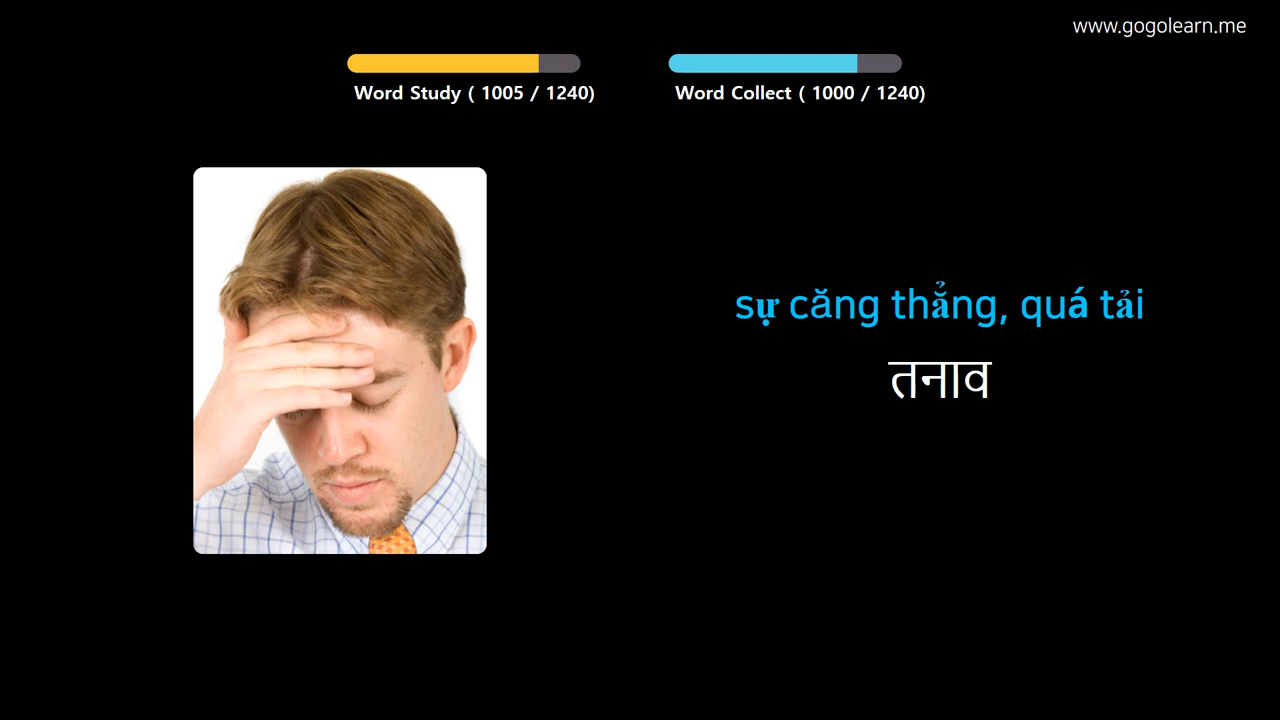 www.gogolearn.me
Word Study ( 1005 / 1240)
Word Collect ( 1000 / 1240)
sự căng thẳng, quá tải
तनाव